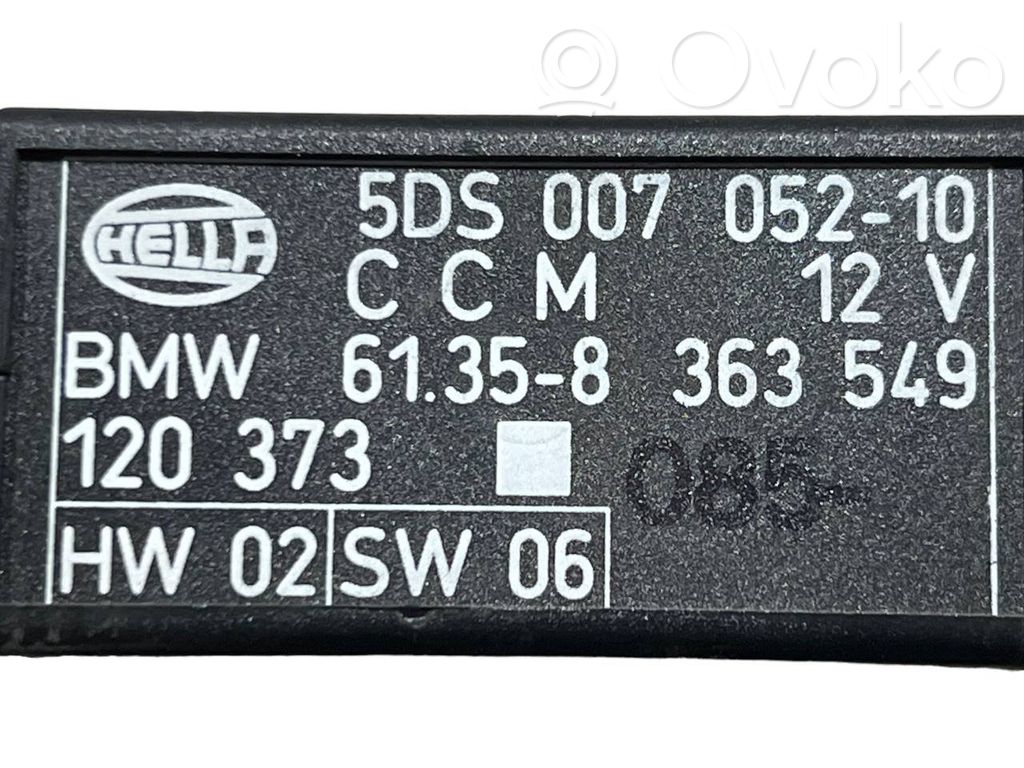 Ovoko
HELLA
5DS 007 052-10
C C M 12 V
BMW 61.35-8 363 549
120 373
085-
HW 02 SW 06